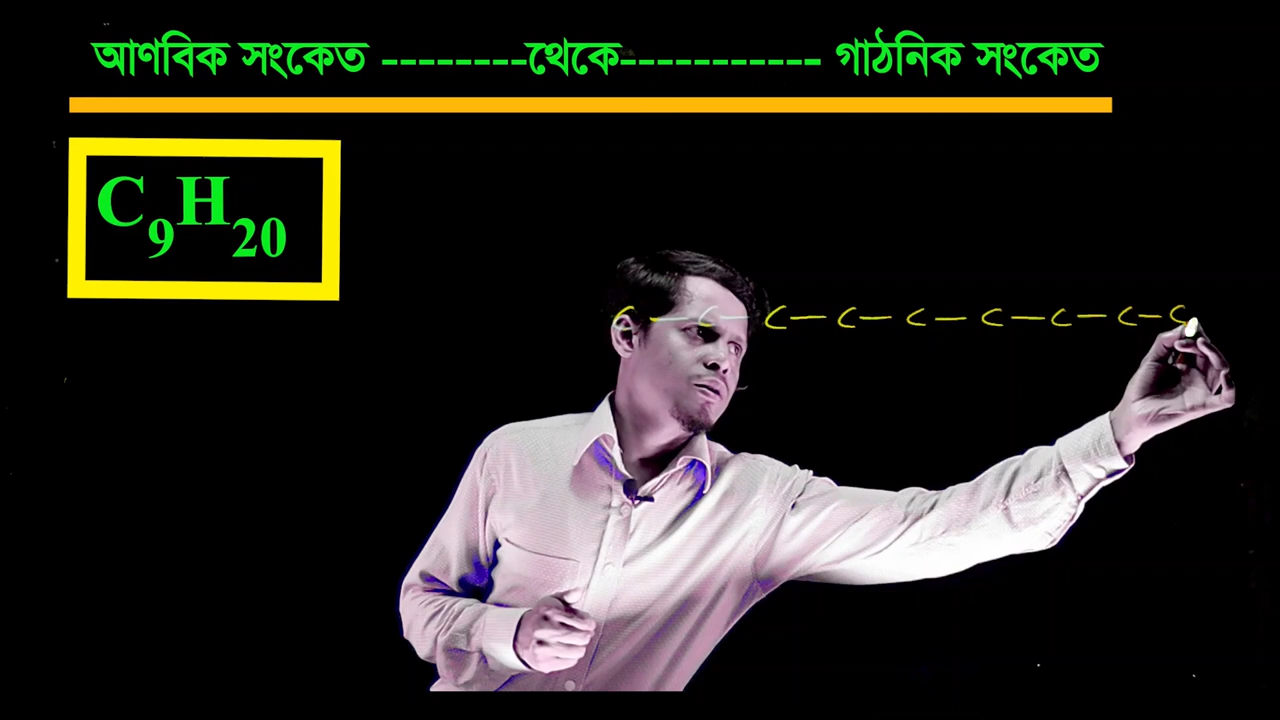 আণবিক সংকেত --------থেকে----------- গাঠনিক সংকেত
C₉H₂₀
C — C — C — C — C — C — C — C — C